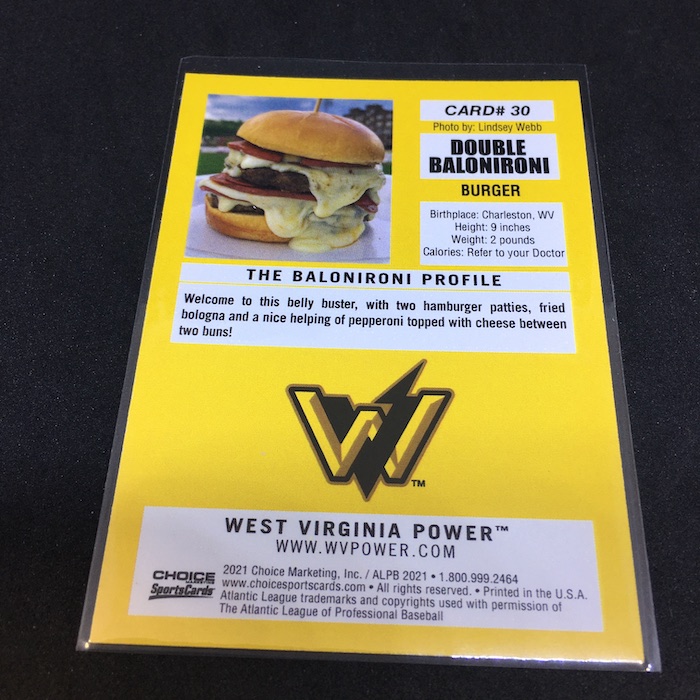 CARD# 30
Photo by: Lindsey Webb
DOUBLE
BALONIRONI
BURGER
Birthplace: Charleston, WV
Height: 9 inches
Weight: 2 pounds
Calories: Refer to your Doctor
THE BALONIRONI PROFILE
Welcome to this belly buster, with two hamburger patties, fried
bologna and a nice helping of pepperoni topped with cheese between
two buns!
W
TM
WEST VIRGINIA POWER™
WWW.WVPOWER.COM
CHOICE
MARKETING
SportsCards
2021 Choice Marketing, Inc. / ALPB 2021 • 1.800.999.2464
www.choicesportscards.com • All rights reserved. • Printed in the U.S.A.
Atlantic League trademarks and copyrights used with permission of
The Atlantic League of Professional Baseball